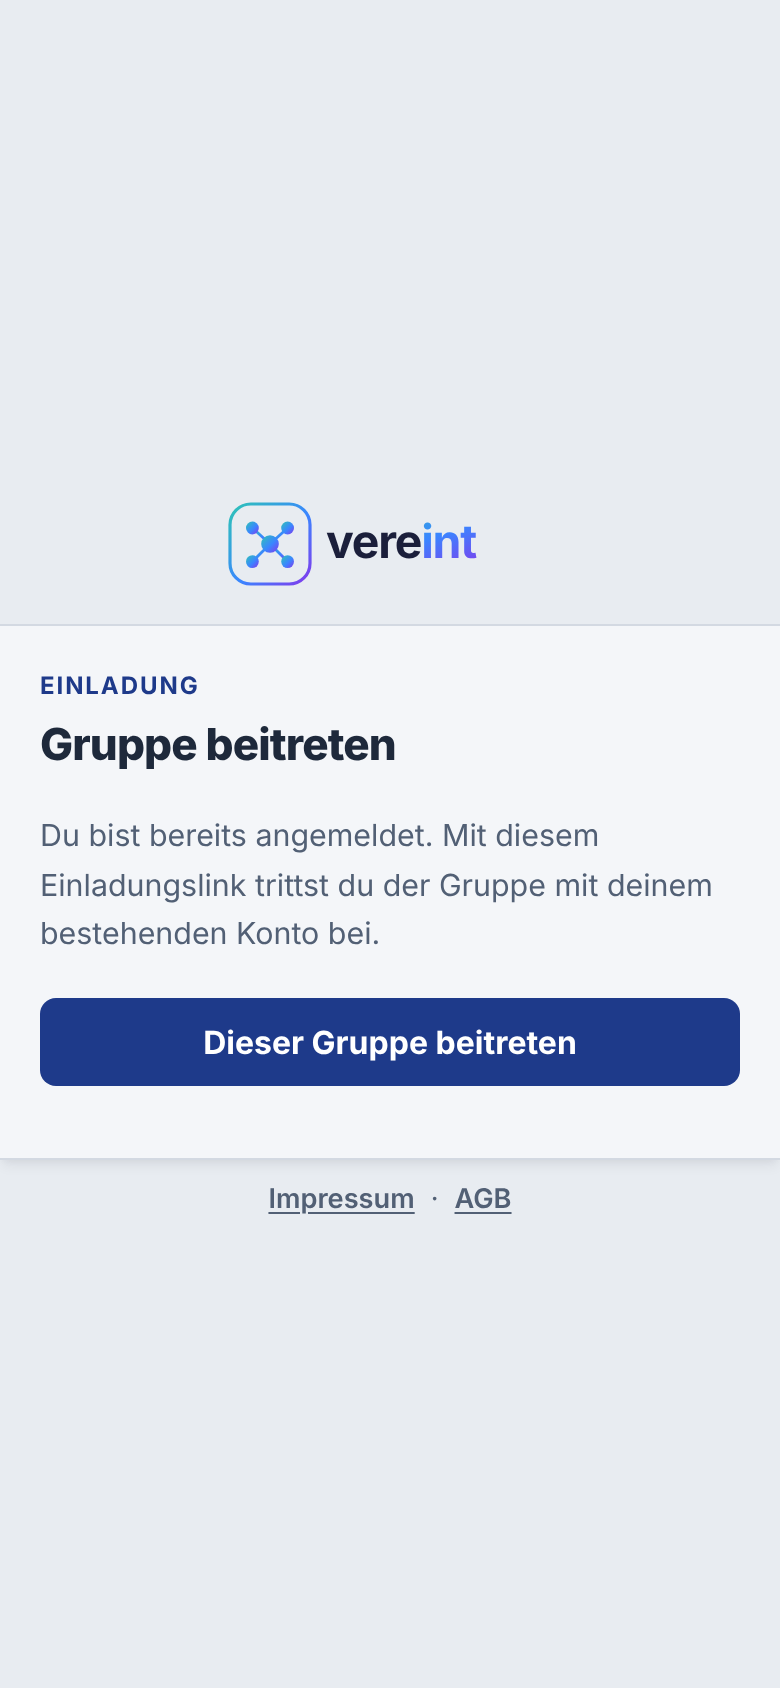 vereint
EINLADUNG
Gruppe beitreten
Du bist bereits angemeldet. Mit diesem
Einladungslink trittst du der Gruppe mit deinem
bestehenden Konto bei.
Dieser Gruppe beitreten
Impressum · AGB